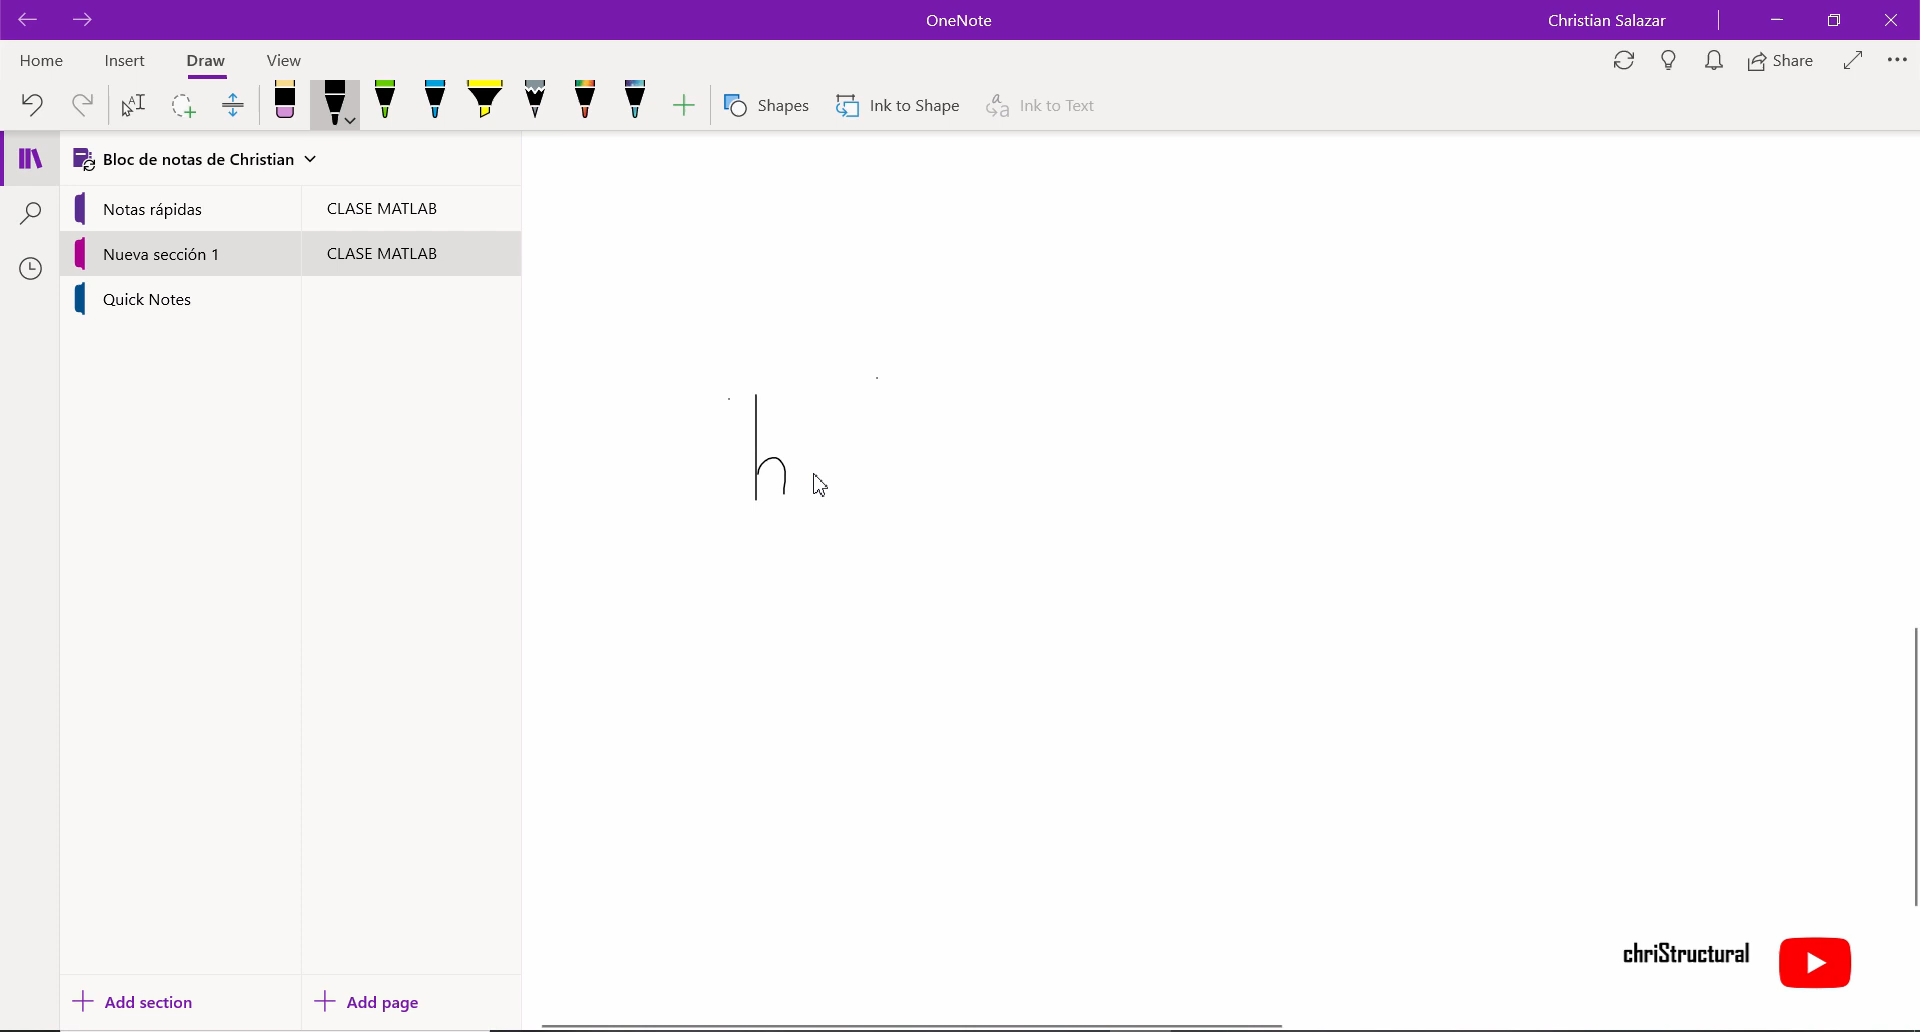 OneNote
Christian Salazar
Home Insert Draw View
Share
Shapes
Ink to Shape
Ink to Text
Bloc de notas de Christian
Notas rápidas
CLASE MATLAB
Nueva sección 1
CLASE MATLAB
Quick Notes
h
chriStructural
Add section
Add page